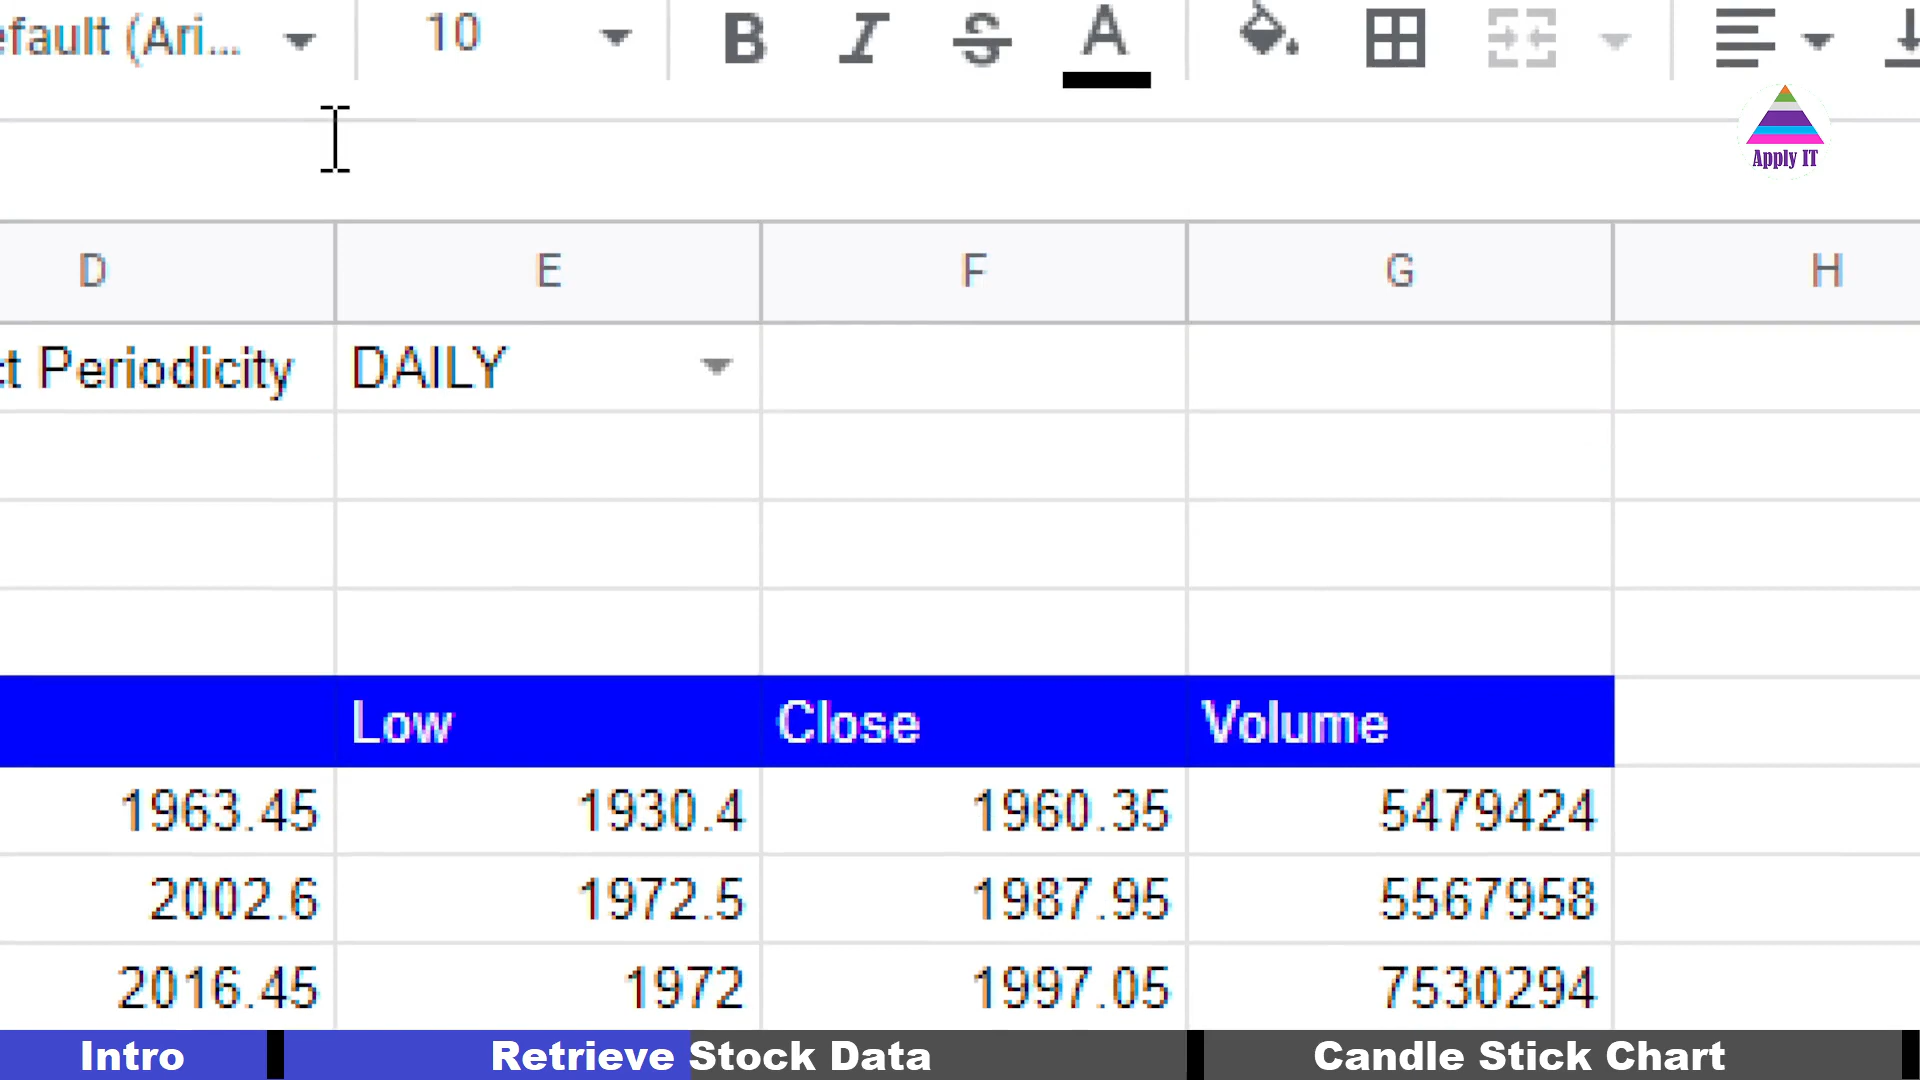 efault (Ari... 10 B I S A
Apply IT
D E F G H
ct Periodicity DAILY
Low Close Volume
1963.45 1930.4 1960.35 5479424
2002.6 1972.5 1987.95 5567958
2016.45 1972 1997.05 7530294
Intro Retrieve Stock Data Candle Stick Chart